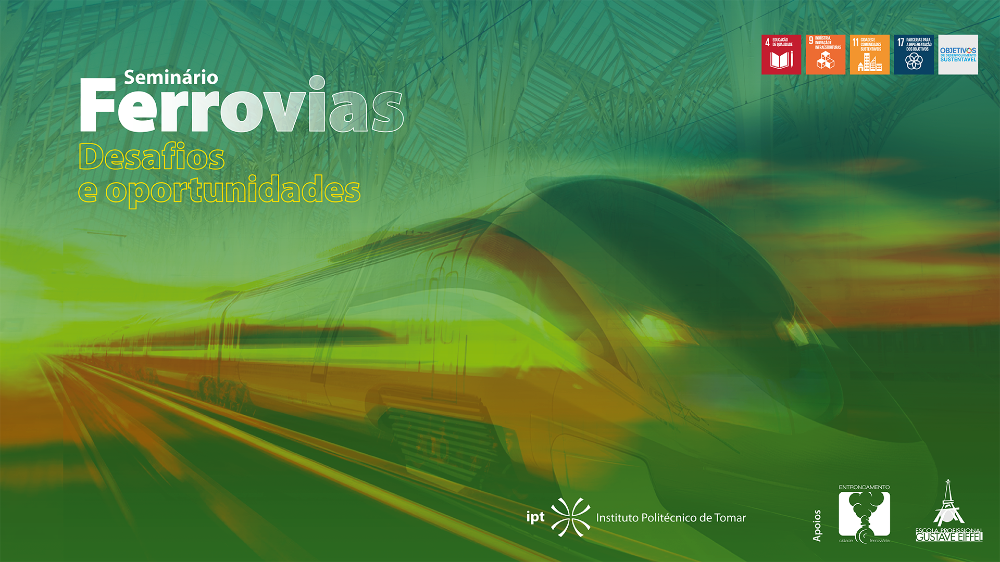 Seminário
Ferrovias
Desafios
e oportunidades
4 EDUCAÇÃO
DE QUALIDADE
9 INDÚSTRIA,
INOVAÇÃO E
INFRAESTRUTURAS
11 CIDADES E
COMUNIDADES
SUSTENTÁVEIS
17 PARCERIAS PARA
A IMPLEMENTAÇÃO
DOS OBJETIVOS
OBJETIVOS
DE DESENVOLVIMENTO
SUSTENTÁVEL
ipt Instituto Politécnico de Tomar
Apoios
ENTRONCAMENTO
cidade ferroviária
ESCOLA PROFISSIONAL
GUSTAVE EIFFEL